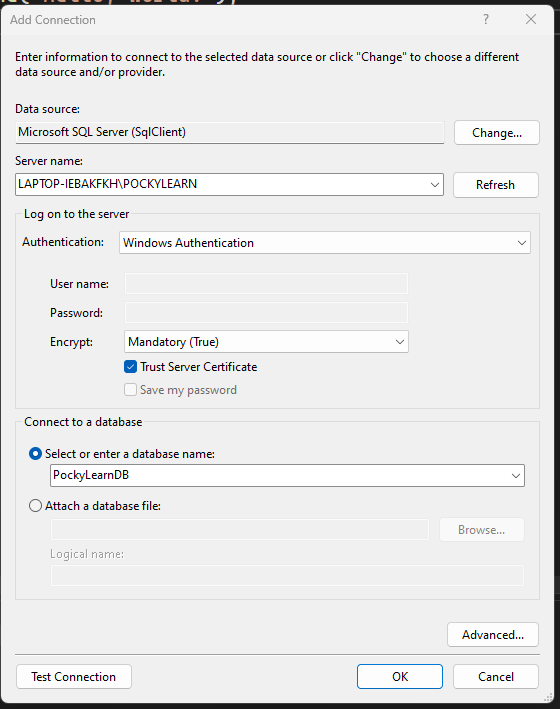 Add Connection
?
Enter information to connect to the selected data source or click "Change" to choose a different
data source and/or provider.
Data source:
Microsoft SQL Server (SqlClient)
Change...
Server name:
LAPTOP-IEBAKFKH\POCKYLEARN
Refresh
Log on to the server
Authentication: Windows Authentication
User name:
Password:
Encrypt: Mandatory (True)
Trust Server Certificate
Save my password
Connect to a database
Select or enter a database name:
PockyLearnDB
Attach a database file:
Browse...
Logical name:
Advanced...
Test Connection OK Cancel